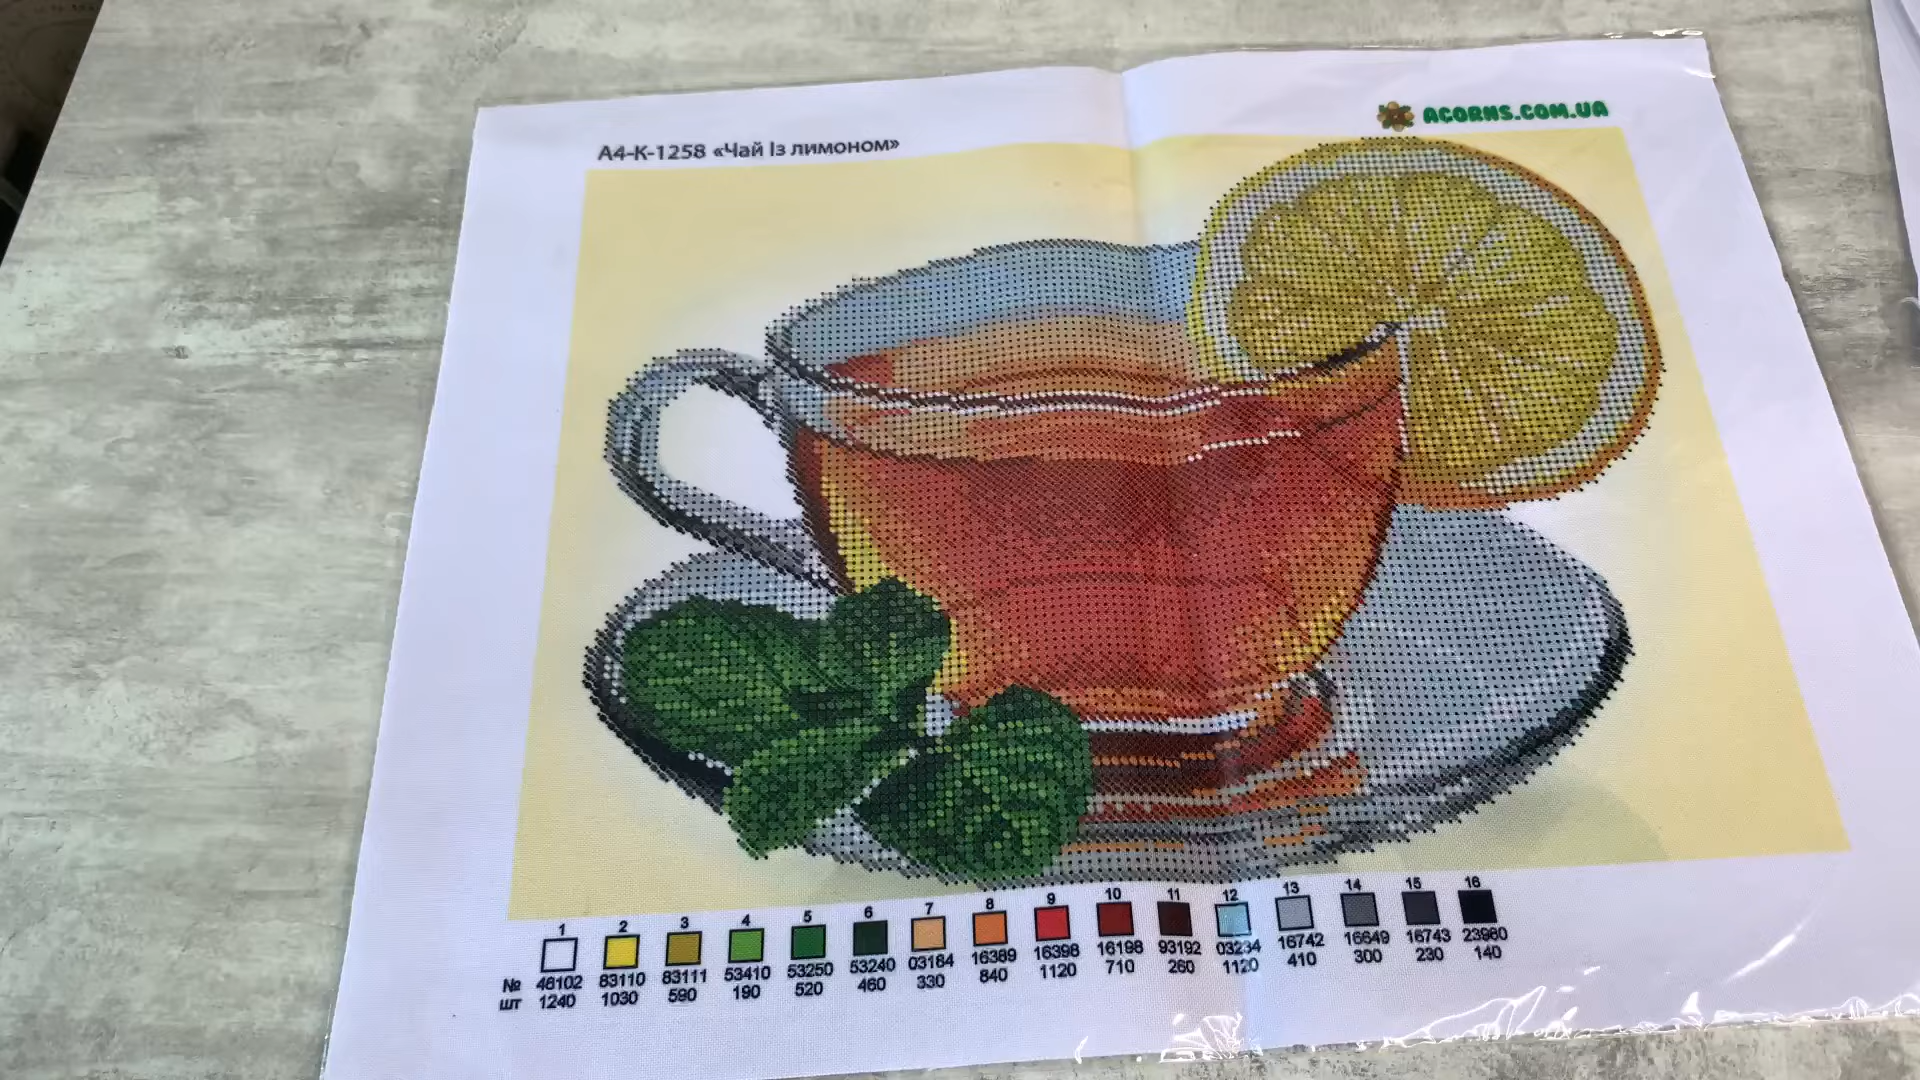 ACORNS.COM.UA
А4-К-1258 «Чай Із лимоном»
1 2 3 4 5 6 7 8 9 10 11 12 13 14 15 16
№ 46102 83110 83111 53410 53250 53240 03184 16389 16398 16198 93192 03234 16742 16649 16743 23980
шт 1240 1030 590 190 520 460 330 840 1120 710 260 1120 410 300 230 140